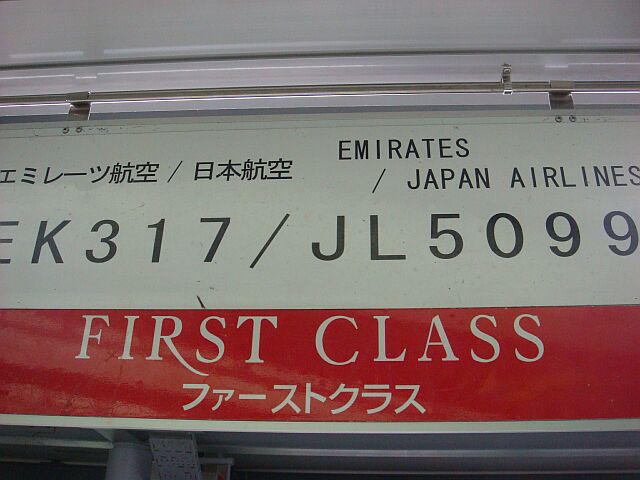 エミレーツ航空 / 日本航空 EMIRATES
/ JAPAN AIRLINES
EK317/JL5099
FIRST CLASS
ファーストクラス